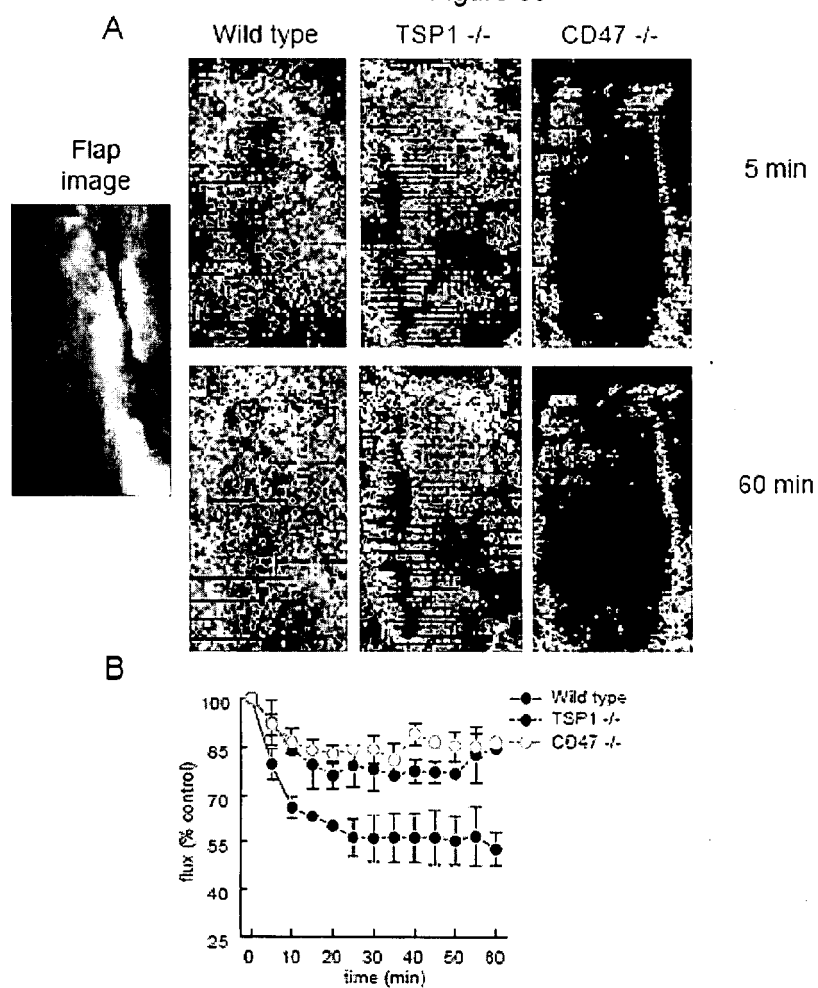 A
Wild type TSP1 -/- CD47 -/-
Flap
image
5 min
60 min
B
Wild type
TSP1 -/-
CD47 -/-
flux (% control)
100
85
70
55
40
25
0 10 20 30 40 50 60
time (min)